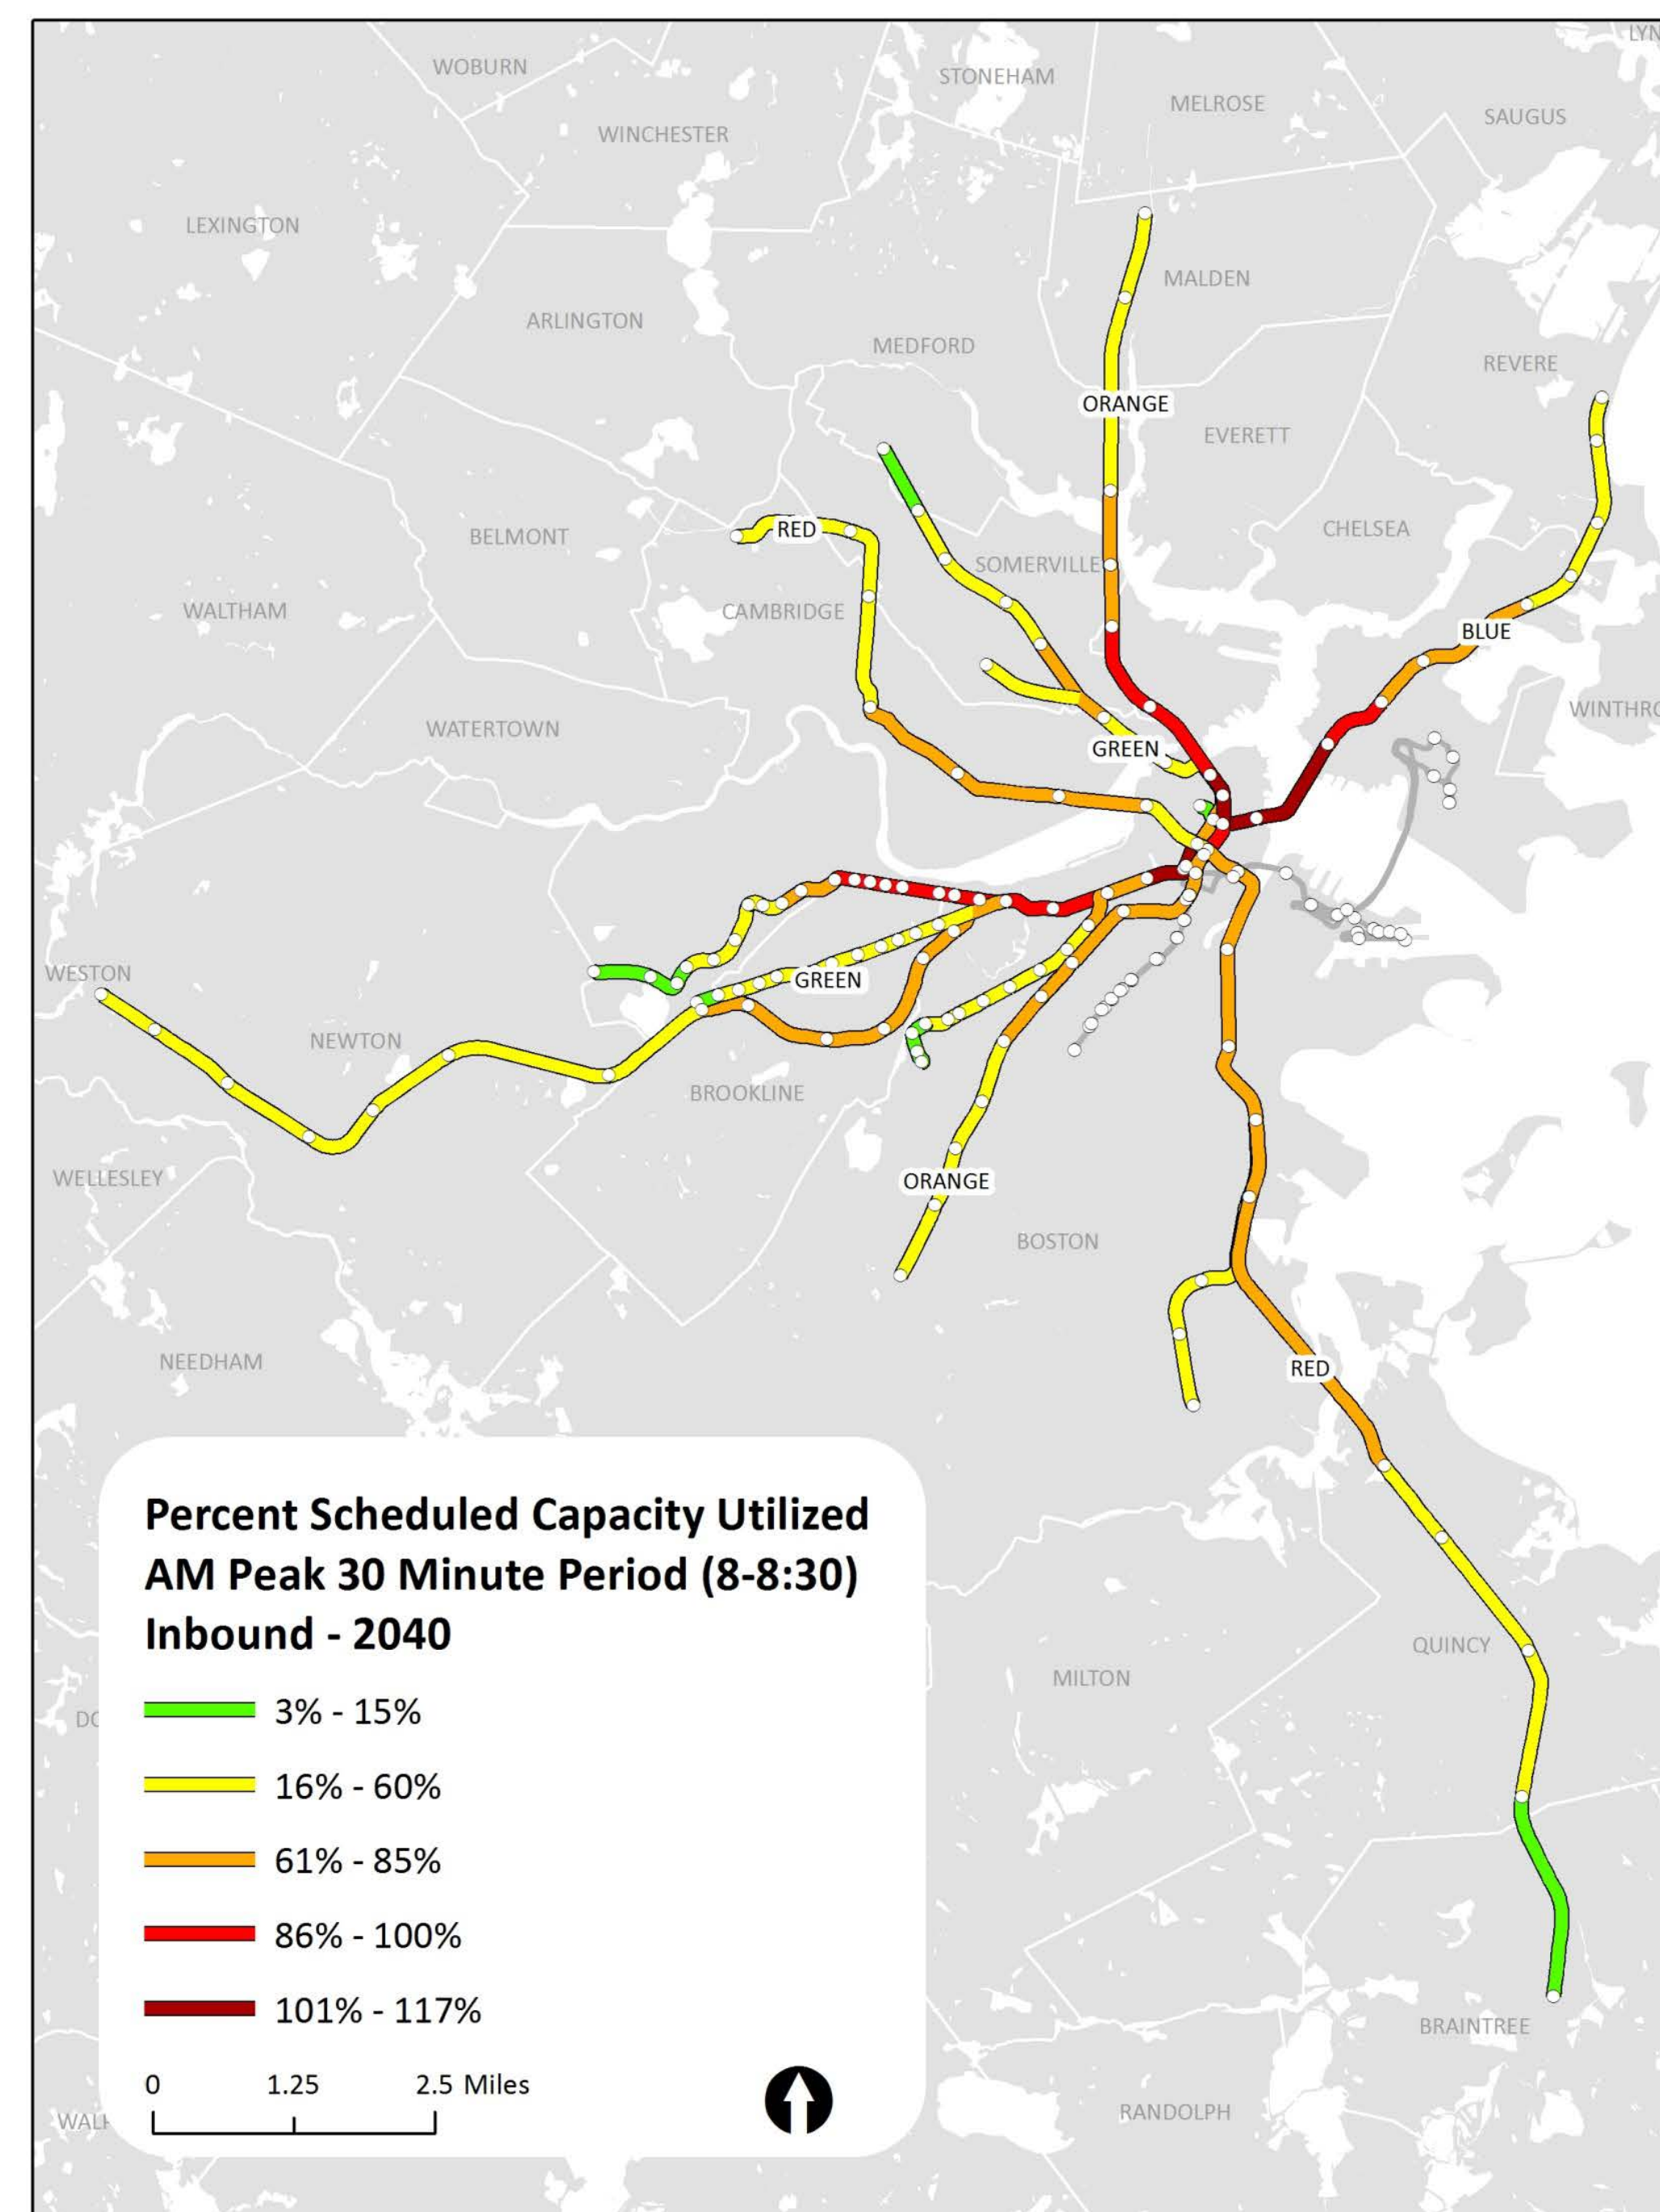 LYN
WOBURN
STONEHAM
MELROSE
SAUGUS
WINCHESTER
LEXINGTON
MALDEN
ARLINGTON
MEDFORD
REVERE
ORANGE
EVERETT
RED
BELMONT
CHELSEA
SOMERVILLE
WALTHAM
CAMBRIDGE
BLUE
WINTHRO
WATERTOWN
GREEN
WESTON
GREEN
NEWTON
BROOKLINE
WELLESLEY
ORANGE
BOSTON
NEEDHAM
RED
Percent Scheduled Capacity Utilized
AM Peak 30 Minute Period (8-8:30)
Inbound - 2040
QUINCY
MILTON
DO
3% - 15%
16% - 60%
61% - 85%
86% - 100%
101% - 117%
BRAINTREE
0 1.25 2.5 Miles
RANDOLPH
WALP